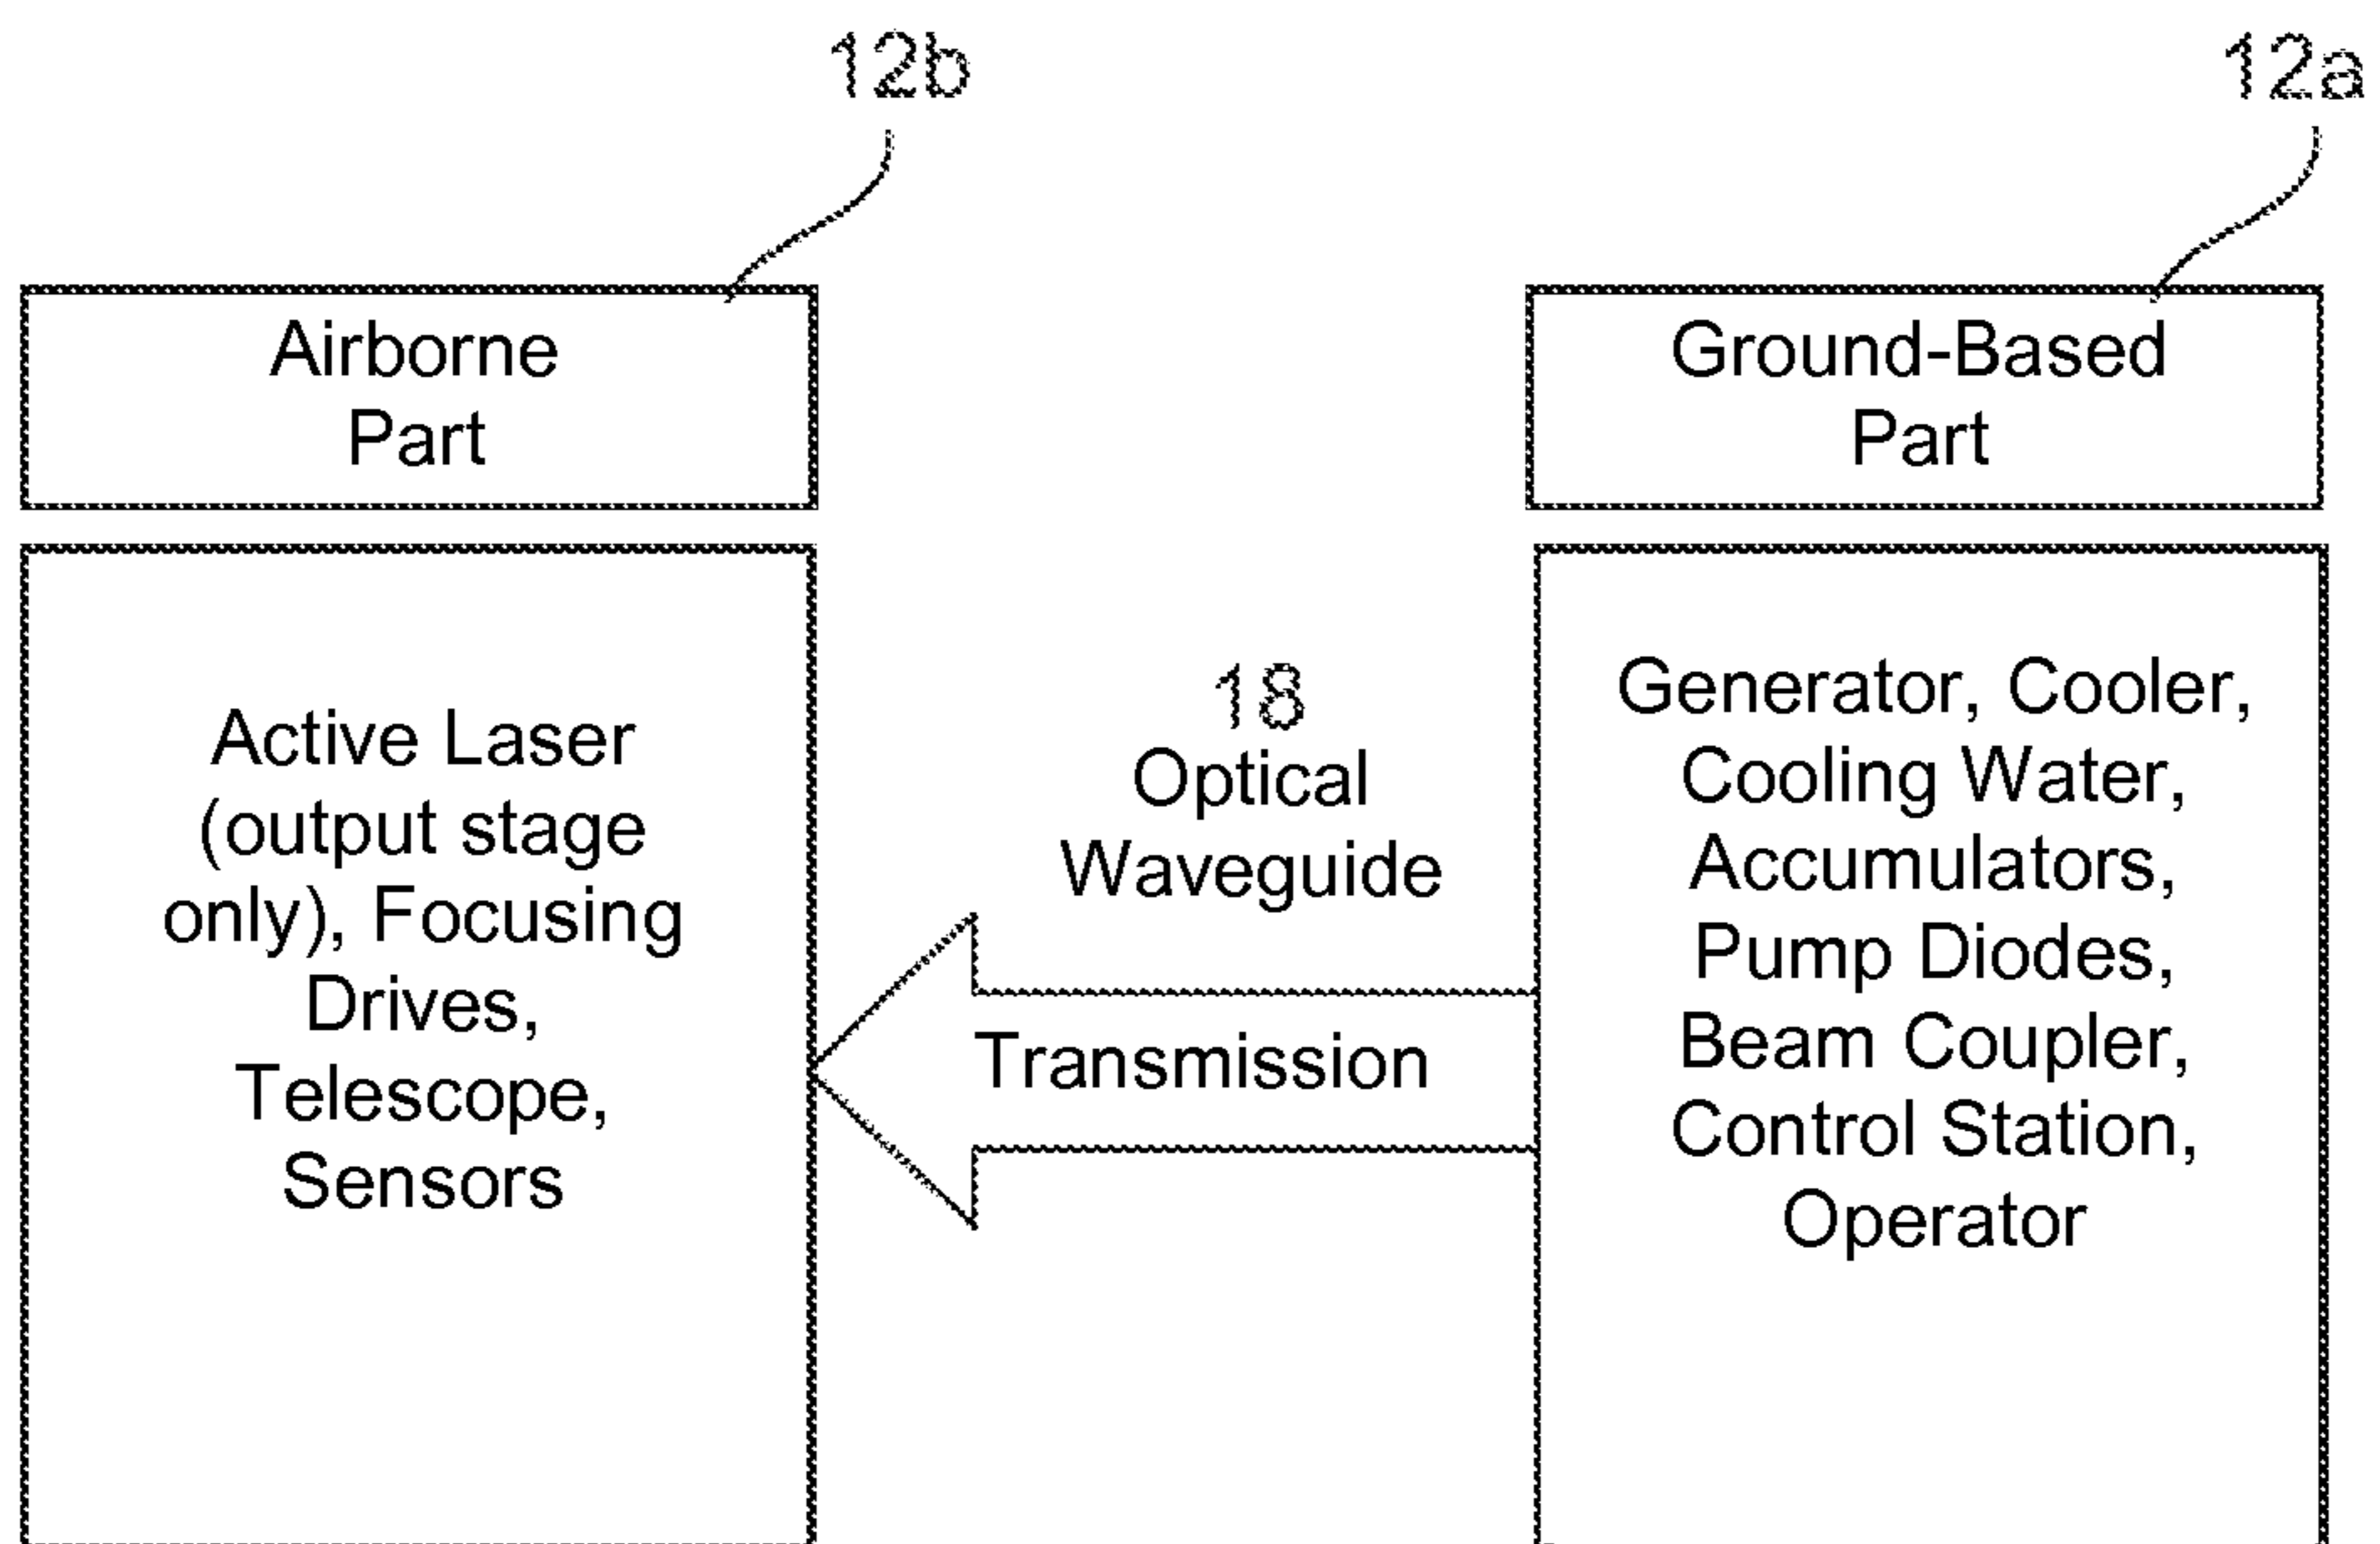 12b
12a
Airborne
Part
Ground-Based
Part
Active Laser
(output stage
only), Focusing
Drives,
Telescope,
Sensors
18
Optical
Waveguide
Transmission
Generator, Cooler,
Cooling Water,
Accumulators,
Pump Diodes,
Beam Coupler,
Control Station,
Operator